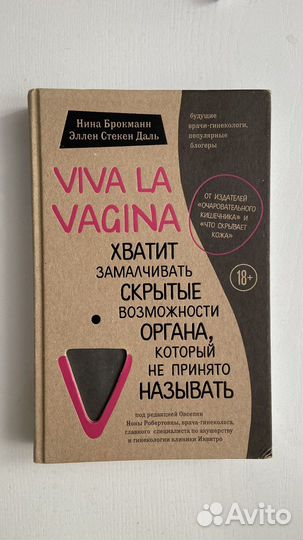 Нина Брокманн
Эллен Стекен Даль
будущие
врачи-гинекологи,
популярные
блогеры
VIVA LA
VAGINA
ОТ ИЗДАТЕЛЕЙ
«ОЧАРОВАТЕЛЬНОГО
КИШЕЧНИКА» И
«ЧТО СКРЫВАЕТ
КОЖА»
18+
ХВАТИТ
ЗАМАЛЧИВАТЬ
СКРЫТЫЕ
ВОЗМОЖНОСТИ
ОРГАНА,
КОТОРЫЙ
НЕ ПРИНЯТО
НАЗЫВАТЬ
под редакцией Овсепян
Ноны Робертовны, врача-гинеколога,
главного специалиста по акушерству
и гинекологии клиники Инвитро
Avito